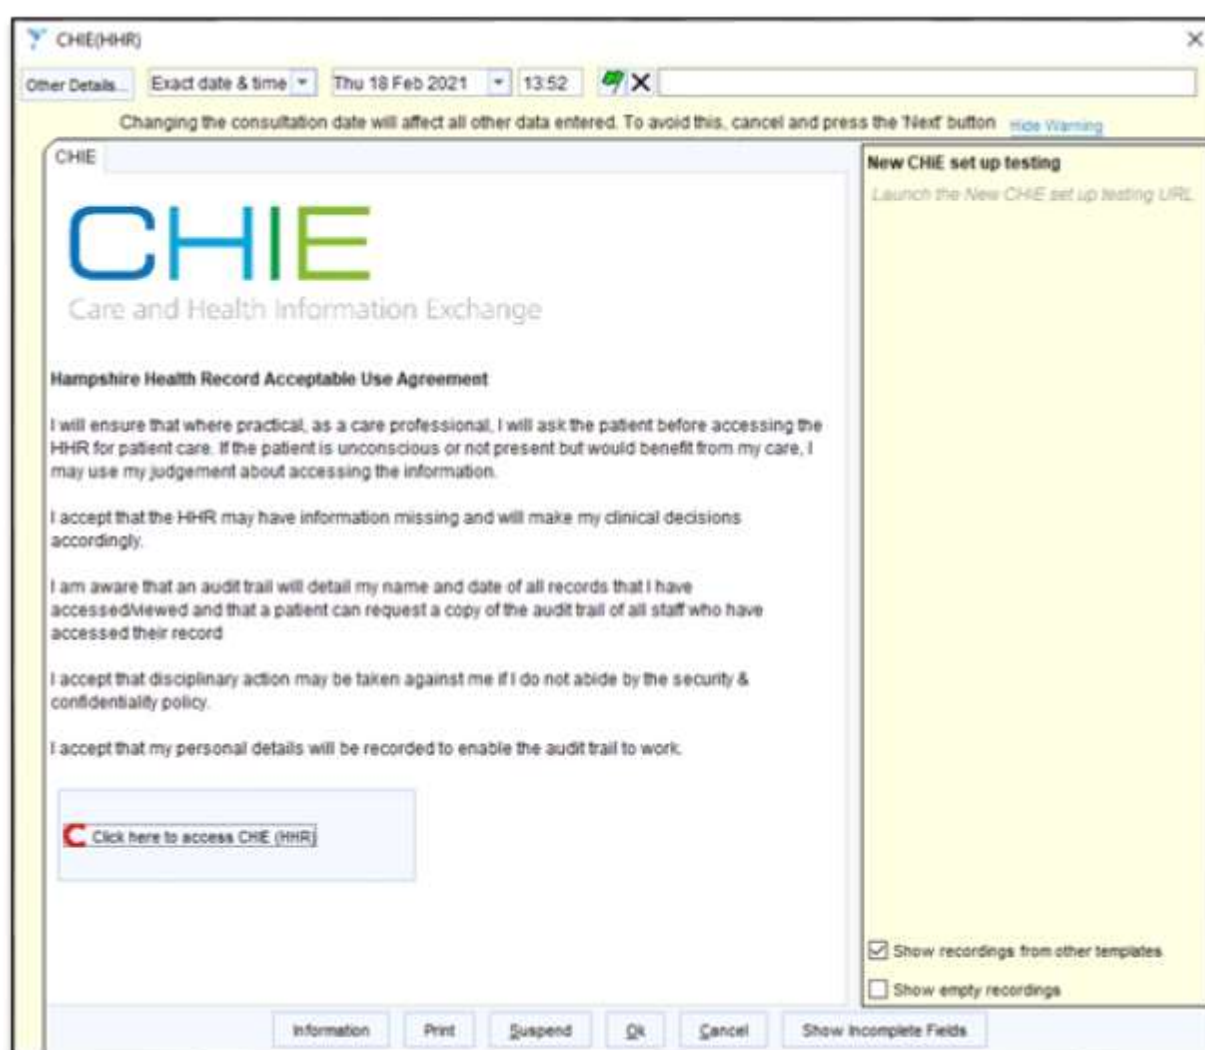 CHIE(HHR)
Other Details... Exact date & time Thu 18 Feb 2021 13:52
Changing the consultation date will affect all other data entered. To avoid this, cancel and press the 'Next' button Hide Warning
CHIE
CHIE
Care and Health Information Exchange
Hampshire Health Record Acceptable Use Agreement
I will ensure that where practical, as a care professional, I will ask the patient before accessing the
HHR for patient care. If the patient is unconscious or not present but would benefit from my care, I
may use my judgement about accessing the information.
I accept that the HHR may have information missing and will make my clinical decisions
accordingly.
I am aware that an audit trail will detail my name and date of all records that I have
accessed/viewed and that a patient can request a copy of the audit trail of all staff who have
accessed their record
I accept that disciplinary action may be taken against me if I do not abide by the security &
confidentiality policy.
I accept that my personal details will be recorded to enable the audit trail to work.
Click here to access CHIE (HHR)
New CHIE set up testing
Launch the New CHIE set up testing URL
Show recordings from other templates
Show empty recordings
Information Print Suspend Ok Cancel Show Incomplete Fields